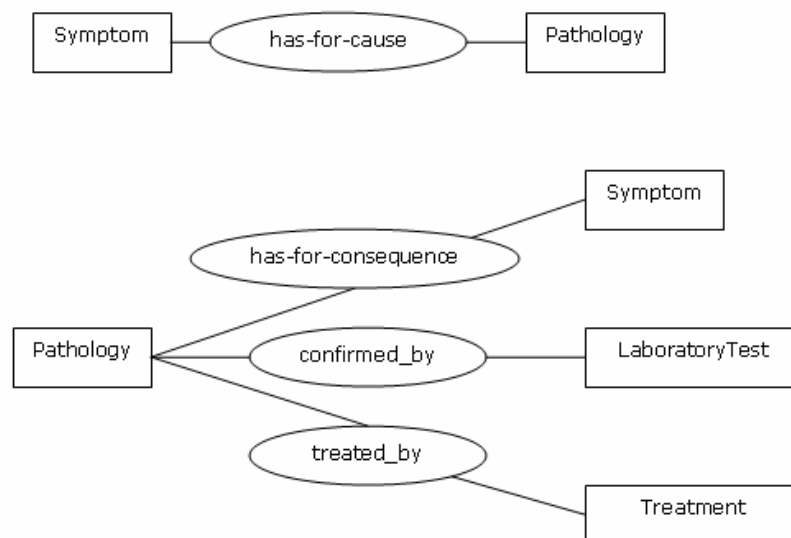 Symptom
has-for-cause
Pathology
Symptom
has-for-consequence
Pathology
confirmed_by
LaboratoryTest
treated_by
Treatment